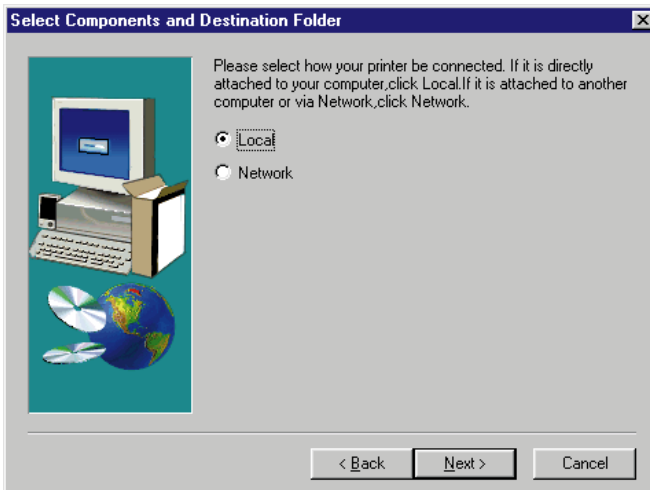 Select Components and Destination Folder
Please select how your printer be connected. If it is directly
attached to your computer,click Local.If it is attached to another
computer or via Network,click Network.
Local
Network
< Back
Next >
Cancel